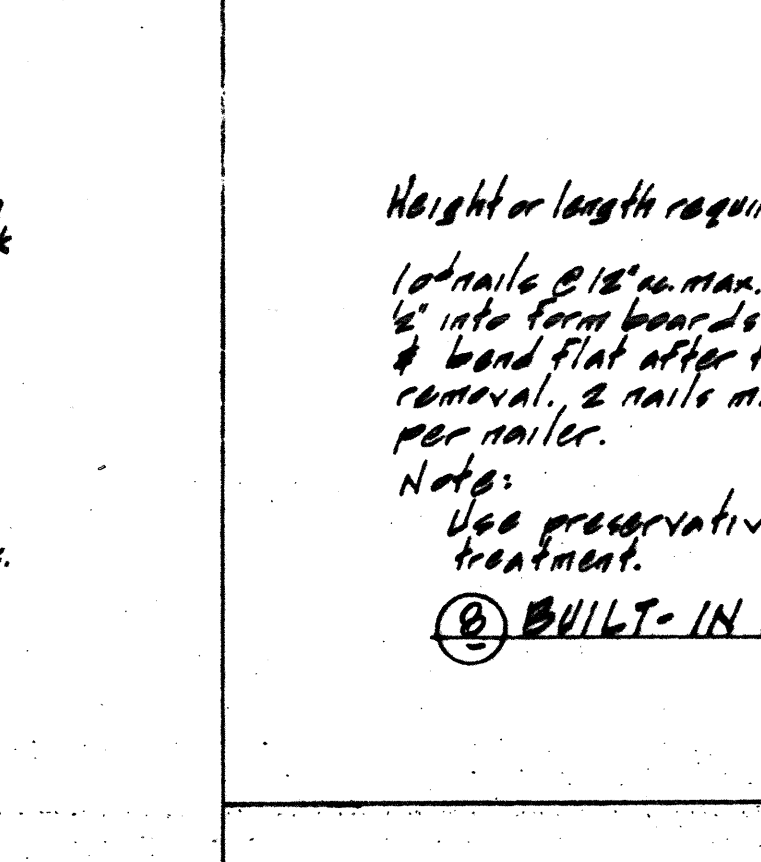 Height or length requi
10d nails @ 12" oc. max.
½" into form boards
& bend flat after
removal. 2 nails m
per nailer.
Note:
Use preservativ
treatment.
8 BUILT-IN
-